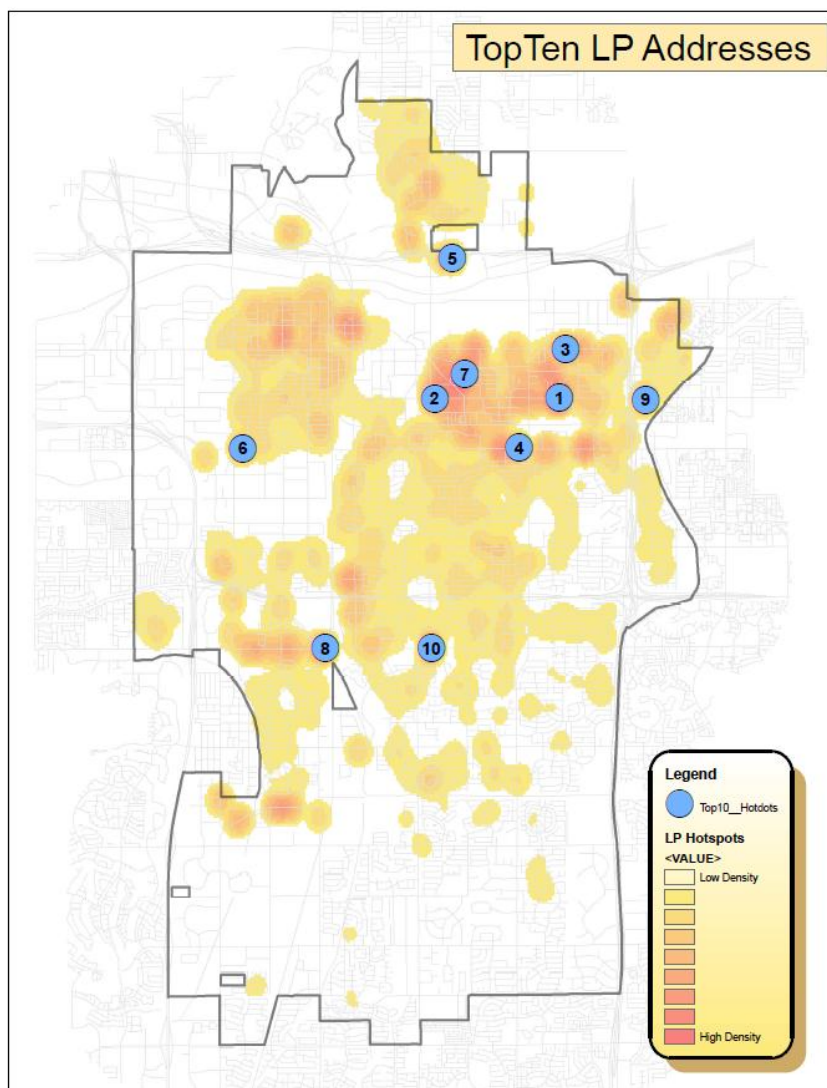 TopTen LP Addresses
5
3
7
1
2
9
4
6
8
10
Legend
Top10__Hotdots
LP Hotspots
<VALUE>
Low Density
High Density